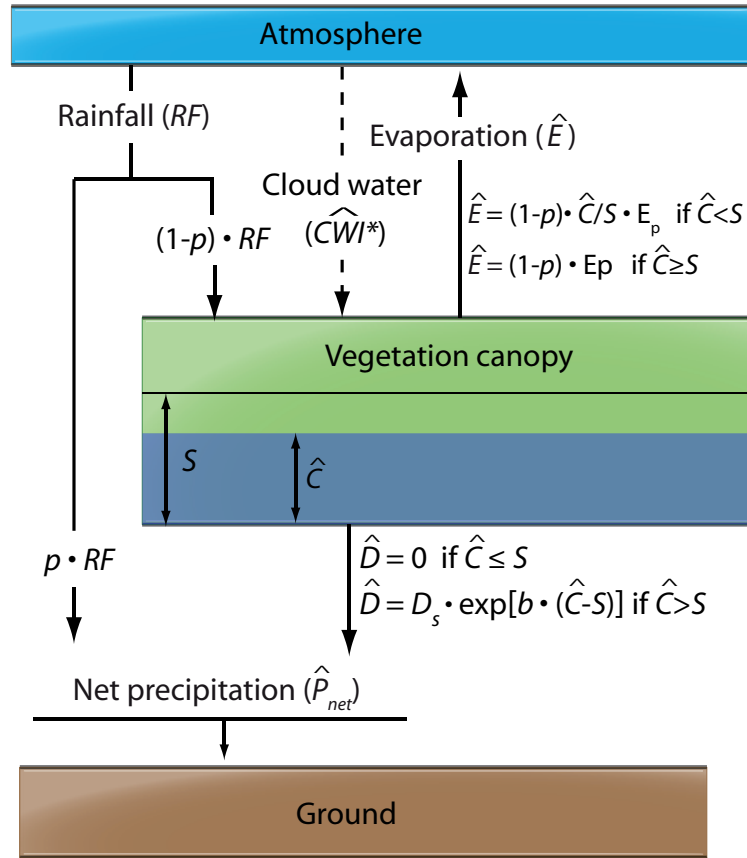 Atmosphere
Rainfall (RF)
Evaporation (Ê)
Cloud water
(ĈWI*)
(1-p) • RF
Ê = (1-p)• Ĉ/S • Eₚ if Ĉ<S
Ê = (1-p) • Ep if Ĉ≥S
Vegetation canopy
S
Ĉ
p • RF
D̂ = 0 if Ĉ ≤ S
D̂ = Dₛ • exp[b • (Ĉ-S)] if Ĉ>S
Net precipitation (P̂ₙₑₜ)
Ground